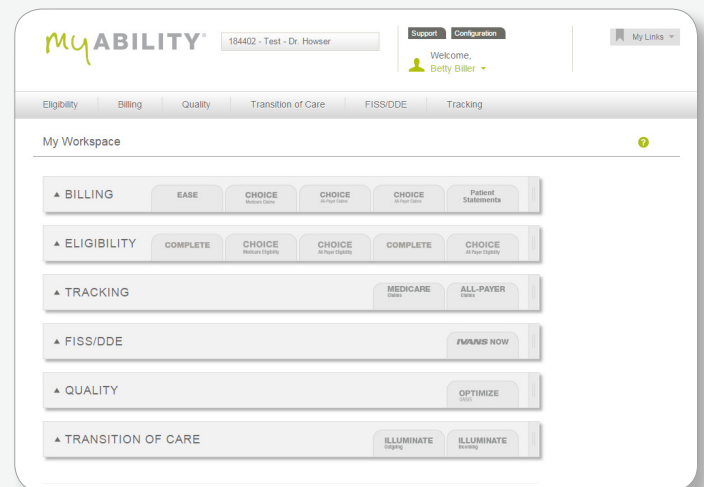 myABILITY®
184402 - Test - Dr. Howser
Support Configuration
Welcome,
Betty Biller
My Links
Eligibility Billing Quality Transition of Care FISS/DDE Tracking
My Workspace ?
BILLING EASE CHOICE CHOICE CHOICE Patient
Medicare Claims All Payer Claims All Payer Claims Statements
ELIGIBILITY COMPLETE CHOICE CHOICE COMPLETE CHOICE
Medicare Eligibility All Payer Eligibility All Payer Eligibility
TRACKING MEDICARE ALL-PAYER
Claims Claims
FISS/DDE IVANS NOW
QUALITY OPTIMIZE
TRANSITION OF CARE ILLUMINATE ILLUMINATE
Outgoing Incoming